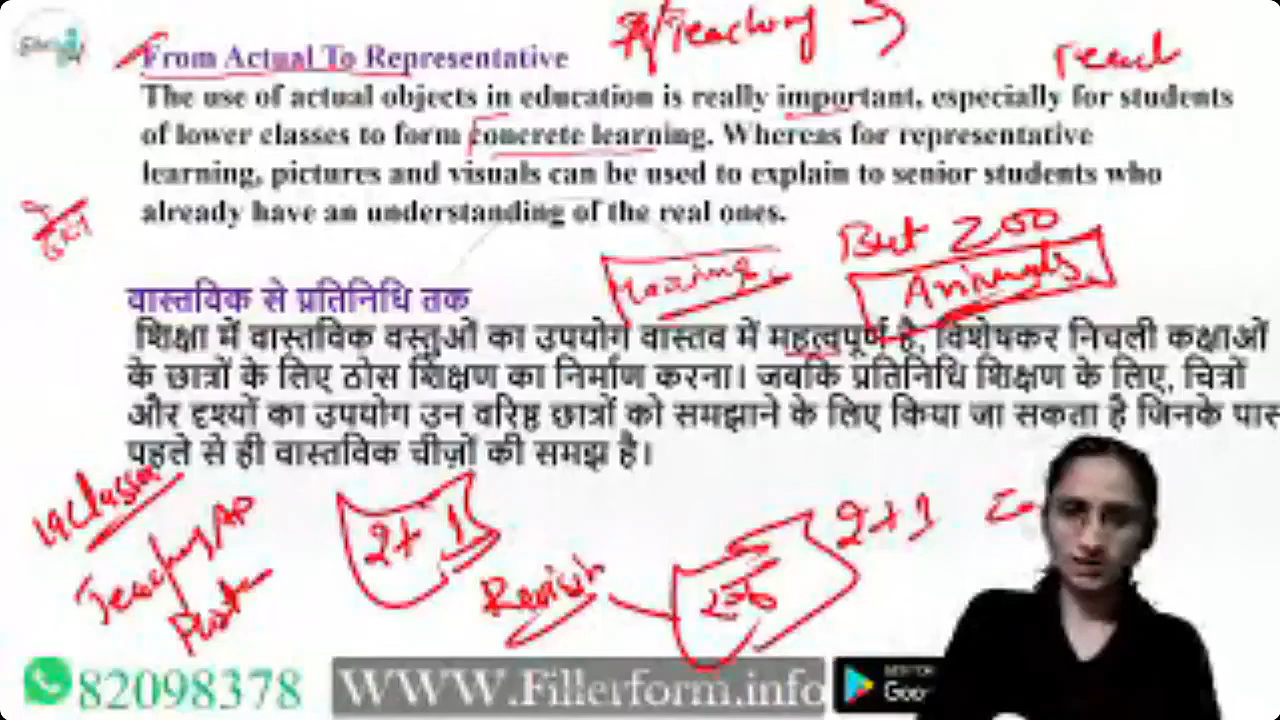 Teaching →
From Actual To Representative
Teach
The use of actual objects in education is really important, especially for students
of lower classes to form concrete learning. Whereas for representative
learning, pictures and visuals can be used to explain to senior students who
already have an understanding of the real ones.
But 200
Animals
वास्तविक से प्रतिनिधि तक
शिक्षा में वास्तविक वस्तुओं का उपयोग वास्तव में महत्वपूर्ण है, विशेषकर निचली कक्षाओं
के छात्रों के लिए ठोस शिक्षण का निर्माण करना। जबकि प्रतिनिधि शिक्षण के लिए, चित्रों
और दृश्यों का उपयोग उन वरिष्ठ छात्रों को समझाने के लिए किया जा सकता है जिनके पास
पहले से ही वास्तविक चीज़ों की समझ है।
2+1
2+1
Teaching AP
82098378
WWW.Fillerform.info